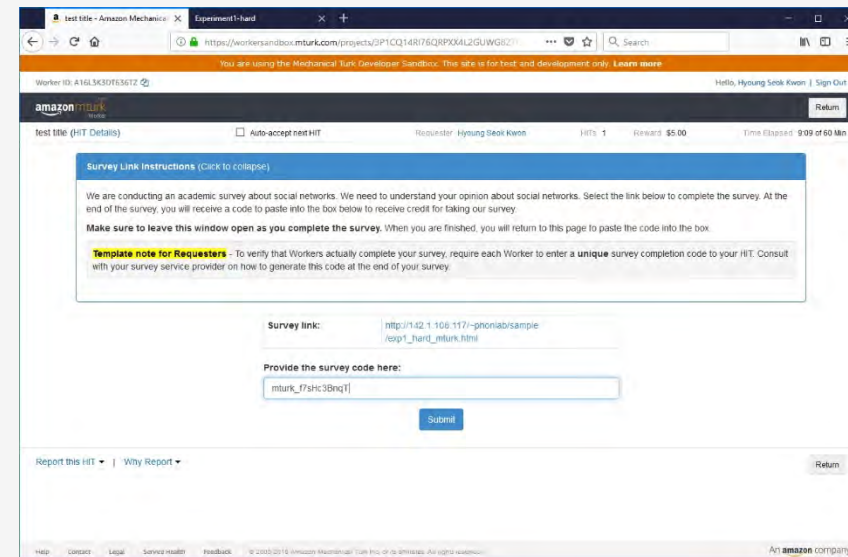 test title - Amazon Mechanica
Experiment1-hard
https://workersandbox.mturk.com/projects/
Search
You are using the Mechanical Turk Developer Sandbox. This site is for test and development only. Learn more
Worker ID: A16L5K3DT636TZ
Hello, Hyoung Seok Kwon | Sign Out
amazon mturk
Worker
Return
test title (HIT Details)
Auto-accept next HIT
Requester Hyoung Seok Kwon
HITs 1
Reward $5.00
Time Elapsed 9:09 of 60 Min
Survey Link Instructions (Click to collapse)
We are conducting an academic survey about social networks. We need to understand your opinion about social networks. Select the link below to complete the survey. At the
end of the survey, you will receive a code to paste into the box below to receive credit for taking our survey.
Make sure to leave this window open as you complete the survey. When you are finished, you will return to this page to paste the code into the box.
Template note for Requesters - To verify that Workers actually complete your survey, require each Worker to enter a unique survey completion code to your HIT. Consult
with your survey service provider on how to generate this code at the end of your survey.
Survey link:
http://142.1.106.117/~phonlab/sample
/exp1_hard_mturk.html
Provide the survey code here:
mturk_f7sHc3BnqT
Submit
Report this HIT | Why Report
Return
Help Contact Legal Service Health Feedback
An amazon company